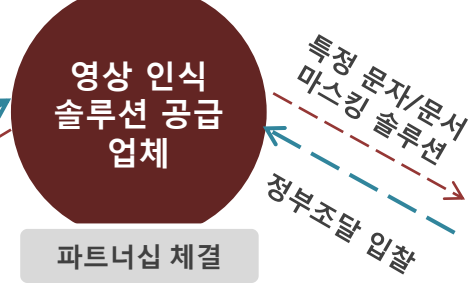 영상 인식
솔루션 공급
업체
특정 문자/문서
마스킹 솔루션
정부조달 입찰
파트너십 체결